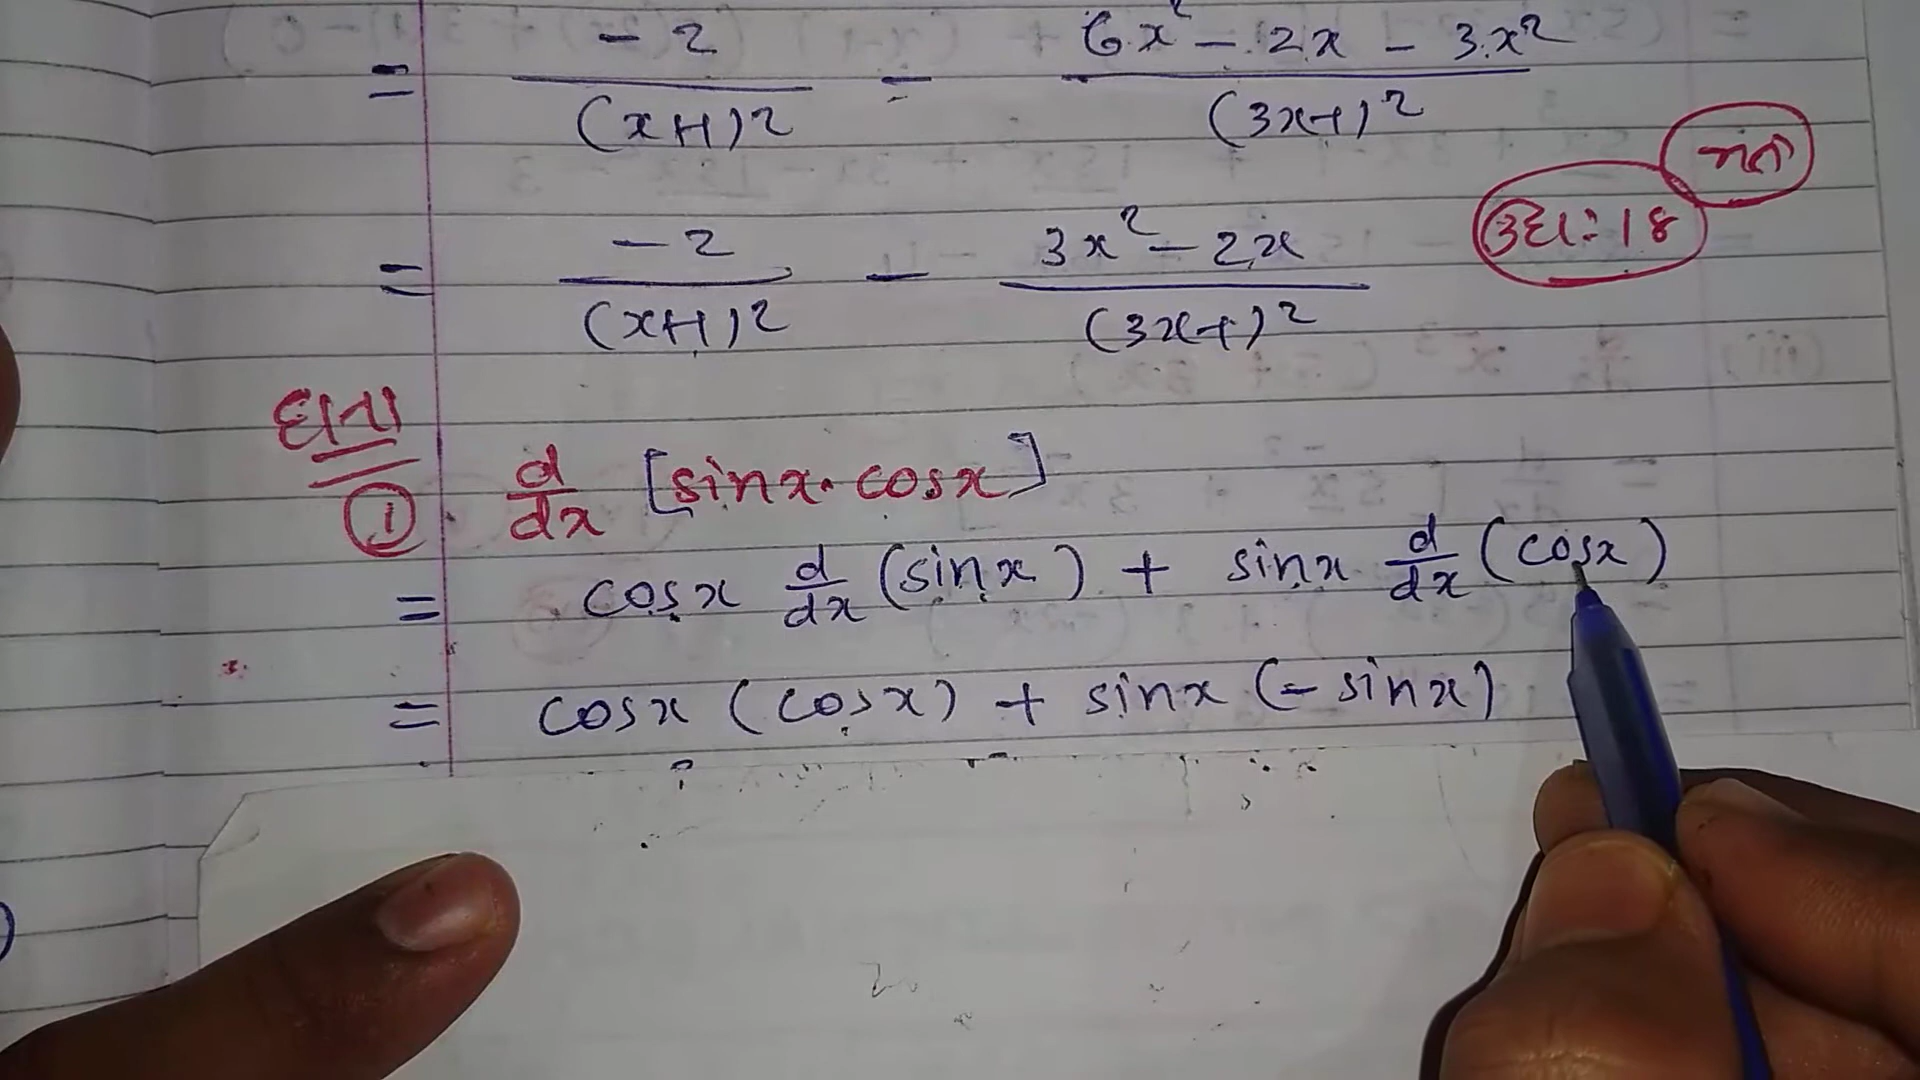 = -2/(x+1)² - 6x² - 2x - 3x²/(3x-1)²
= -2/(x+1)² - 3x² - 2x/(3x-1)²
ઉદા: 18
① d/dx [sinx·cosx]
= cosx d/dx (sinx) + sinx d/dx (cosx)
= cosx (cosx) + sinx (-sinx)